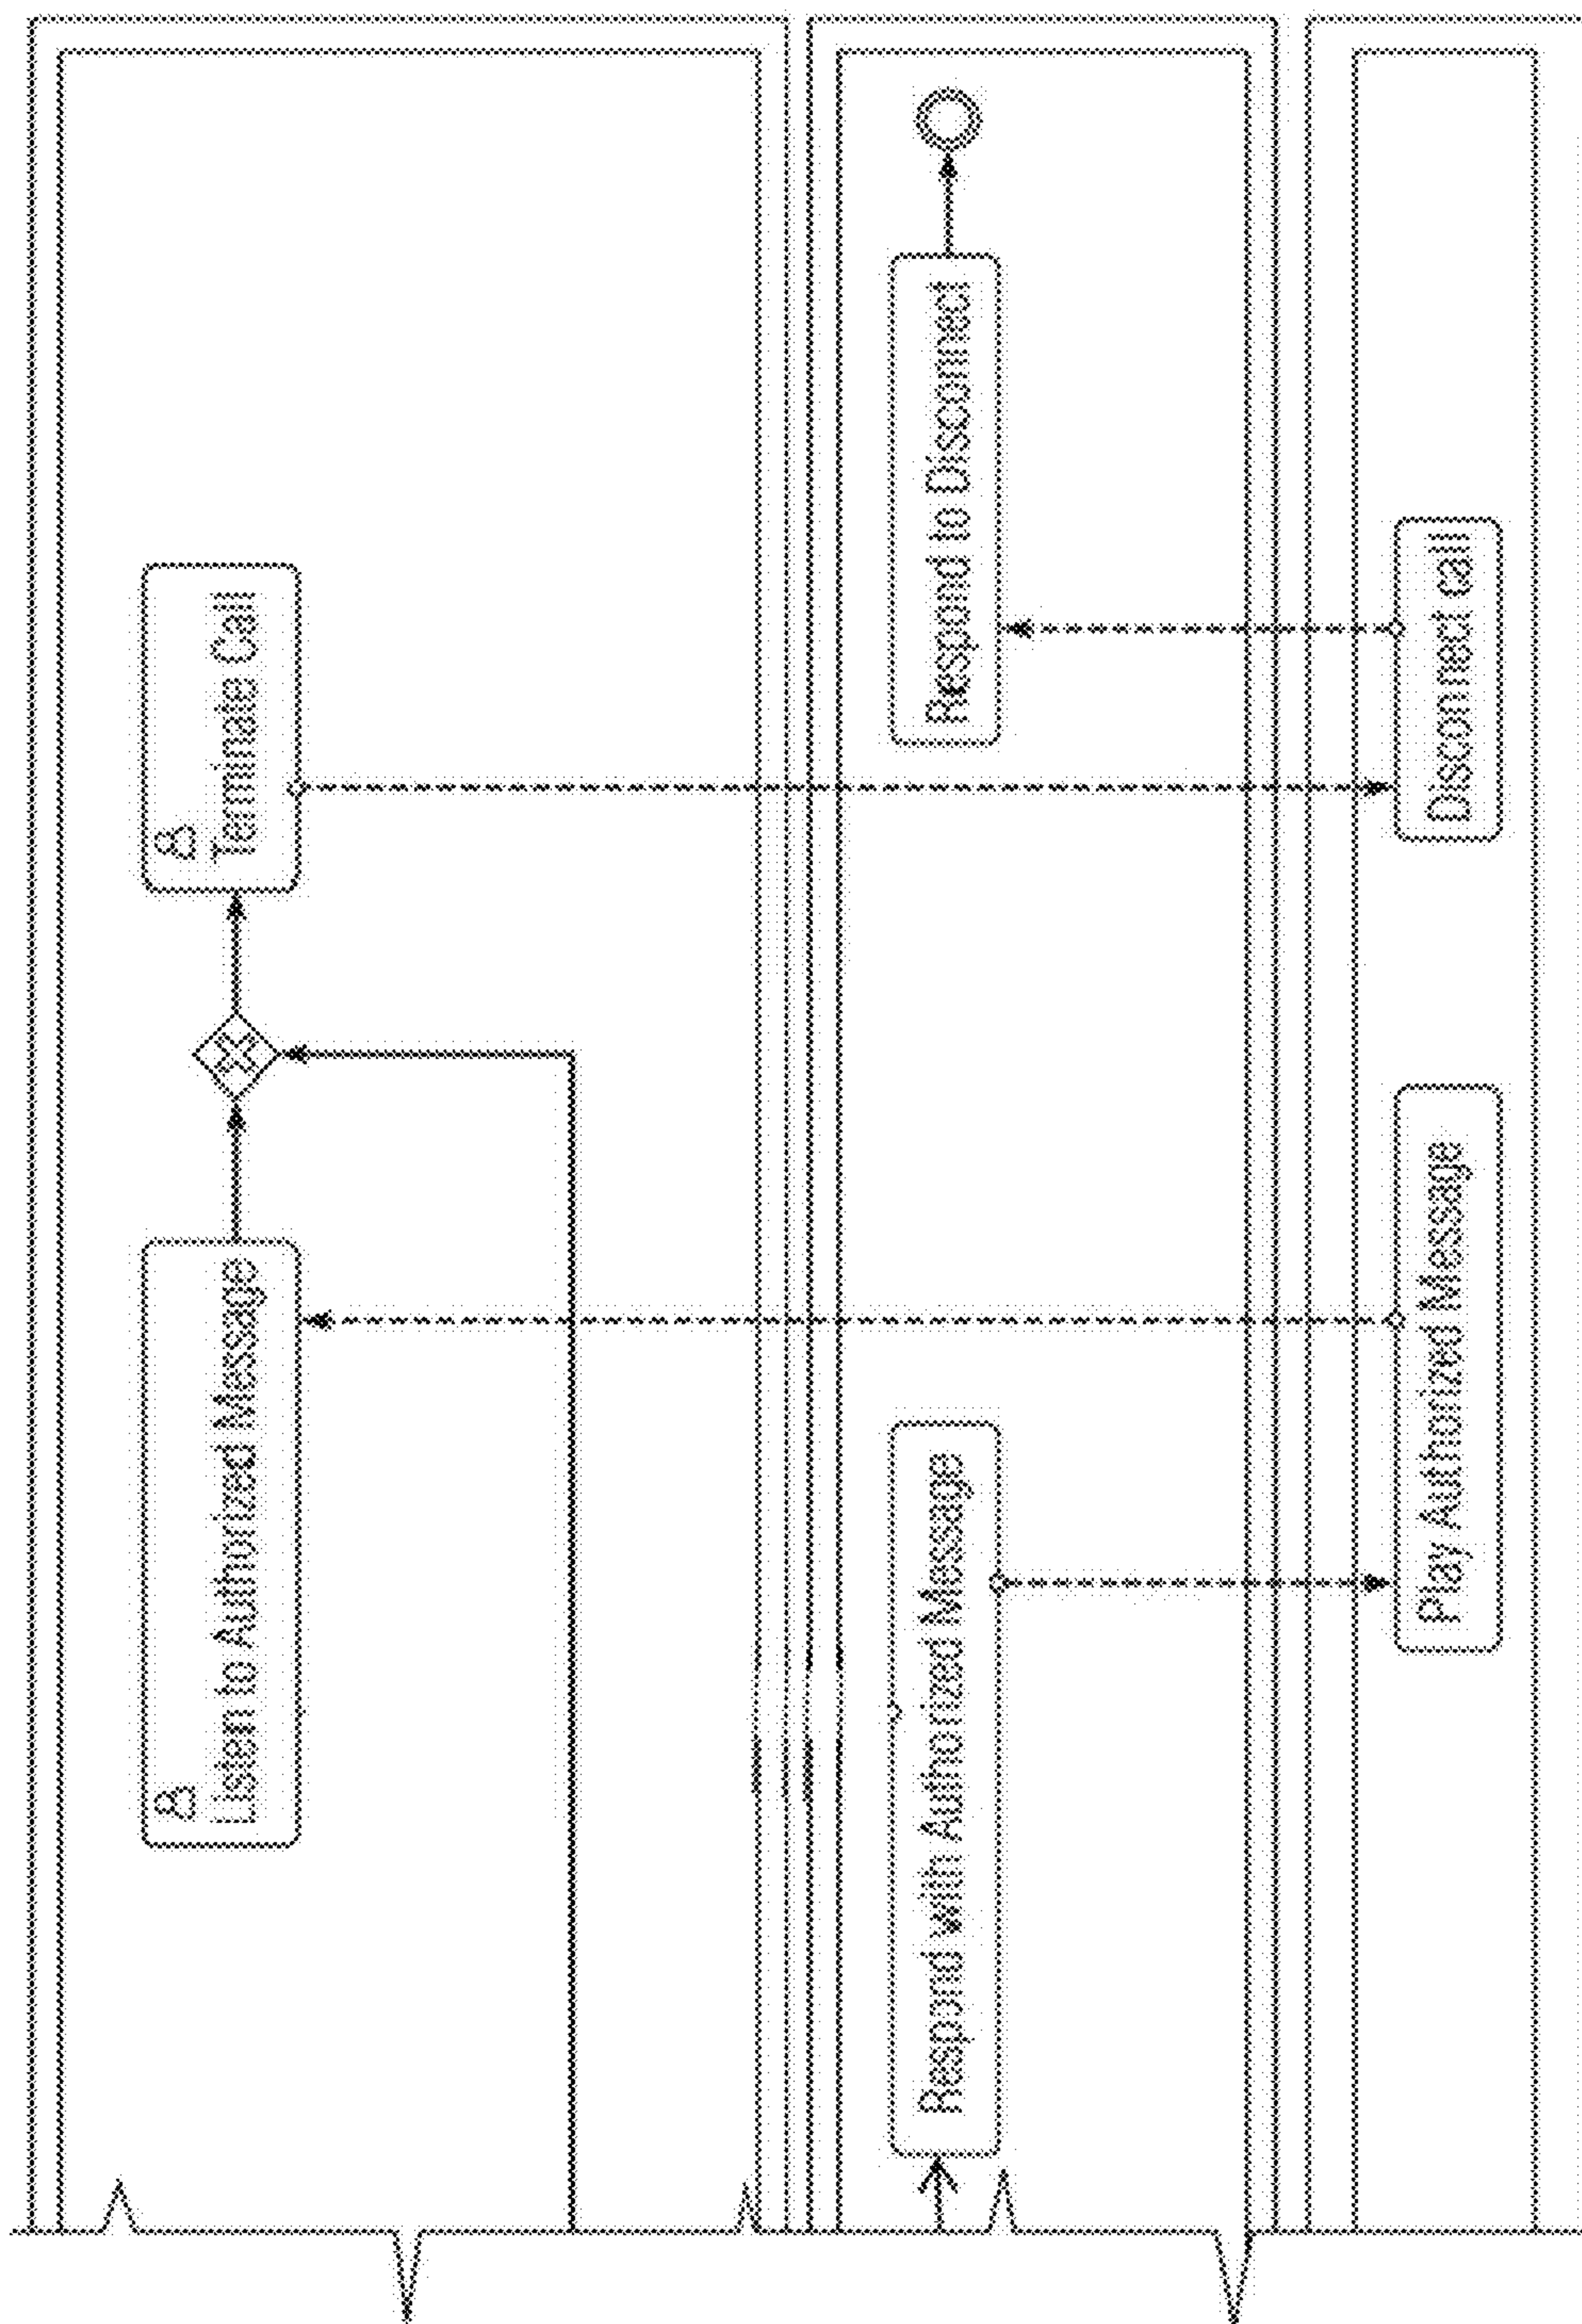 Listen to Authorized Message
Terminate Call
Respond with Authorized Message
Respond to Disconnect
Play Authorized Message
Disconnect call